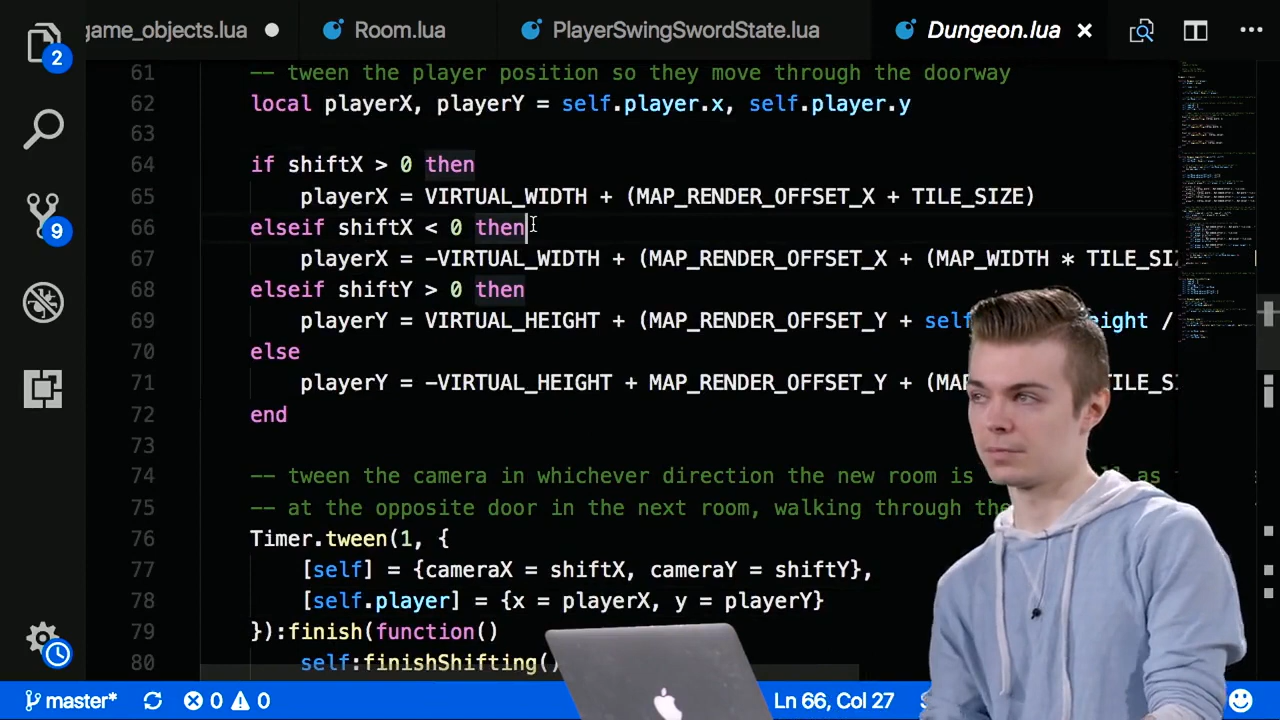 game_objects.lua
Room.lua
PlayerSwingSwordState.lua
Dungeon.lua
61 -- tween the player position so they move through the doorway
62 local playerX, playerY = self.player.x, self.player.y
63
64 if shiftX > 0 then
65 playerX = VIRTUAL_WIDTH + (MAP_RENDER_OFFSET_X + TILE_SIZE)
66 elseif shiftX < 0 then
67 playerX = -VIRTUAL_WIDTH + (MAP_RENDER_OFFSET_X + (MAP_WIDTH * TILE_SI
68 elseif shiftY > 0 then
69 playerY = VIRTUAL_HEIGHT + (MAP_RENDER_OFFSET_Y + self eight /
70 else
71 playerY = -VIRTUAL_HEIGHT + MAP_RENDER_OFFSET_Y + (MA TILE_S
72 end
73
74 -- tween the camera in whichever direction the new room is as
75 -- at the opposite door in the next room, walking through the
76 Timer.tween(1, {
77 [self] = {cameraX = shiftX, cameraY = shiftY},
78 [self.player] = {x = playerX, y = playerY}
79 }):finish(function()
80 self:finishShifting()
2
9
master*
0 0
Ln 66, Col 27